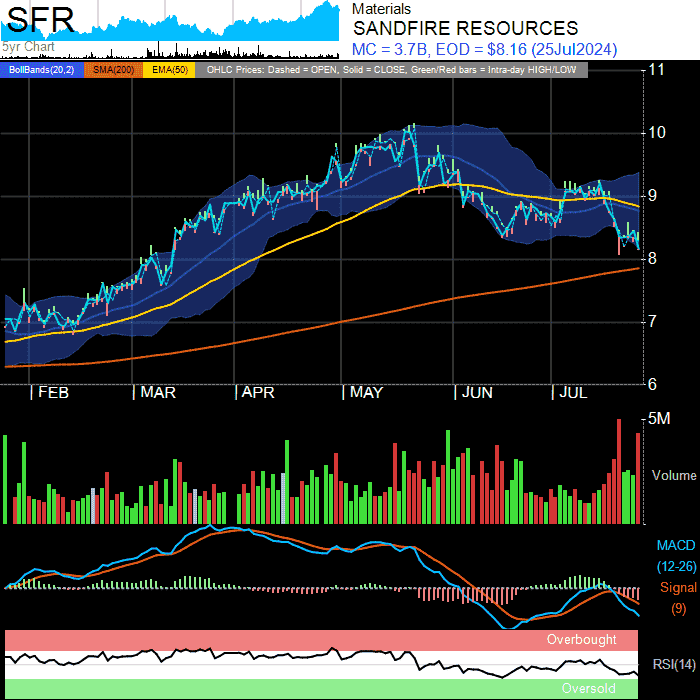 SFR
5yr Chart
Materials
SANDFIRE RESOURCES
MC = 3.7B, EOD = $8.16 (25Jul2024)
BollBands(20,2) SMA(200) EMA(50) OHLC Prices: Dashed = OPEN, Solid = CLOSE, Green/Red bars = Intra-day HIGH/LOW
11
10
9
8
7
6
| FEB | MAR | APR | MAY | JUN | JUL
5M
Volume
MACD
(12-26)
Signal
(9)
Overbought
RSI(14)
Oversold